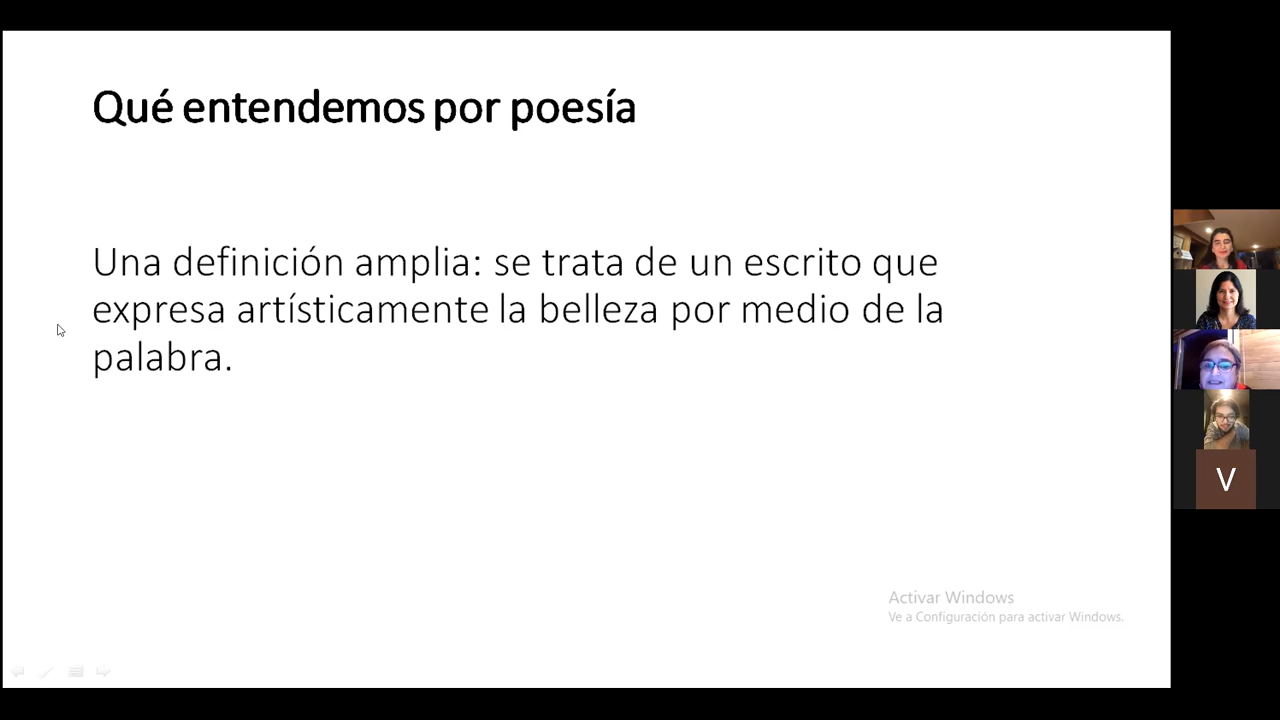 Qué entendemos por poesía
Una definición amplia: se trata de un escrito que
expresa artísticamente la belleza por medio de la
palabra.
V
Activar Windows
Ve a Configuración para activar Windows.